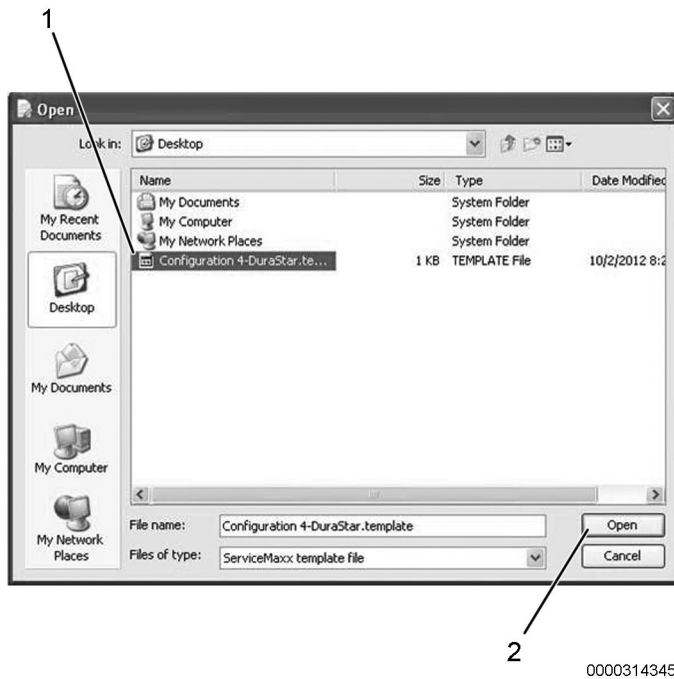 1
Open
Look in:
Desktop
My Recent
Documents
Desktop
My Documents
My Computer
My Network
Places
Name Size Type Date Modified
My Documents System Folder
My Computer System Folder
My Network Places System Folder
Configuration 4-DuraStar.te... 1 KB TEMPLATE File 10/2/2012 8:2
File name: Configuration 4-DuraStar.template Open
Files of type: ServiceMaxx template file Cancel
2
0000314345